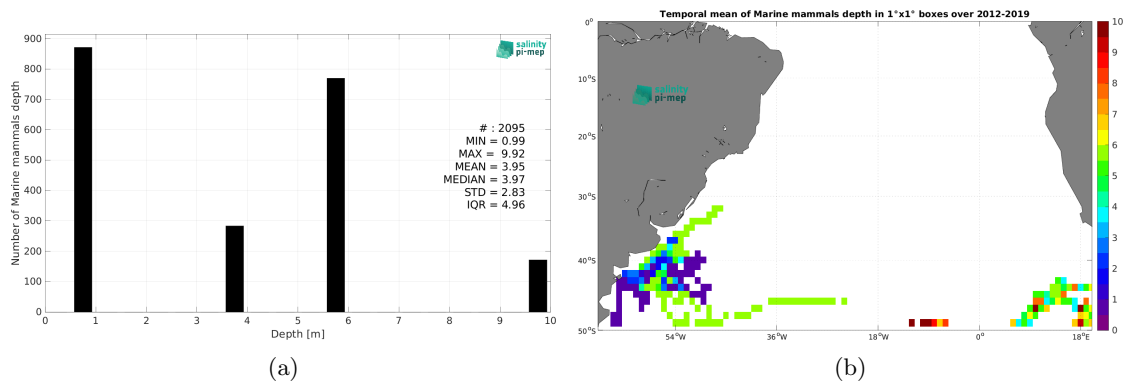 900
800
700
600
500
400
300
200
100
0
Number of Marine mammals depth
salinity
pi-mep
# : 2095
MIN = 0.99
MAX = 9.92
MEAN = 3.95
MEDIAN = 3.97
STD = 2.83
IQR = 4.96
0 1 2 3 4 5 6 7 8 9 10
Depth [m]
(a)
Temporal mean of Marine mammals depth in 1°x1° boxes over 2012-2019
0°
10°S
20°S
30°S
40°S
50°S
salinity
pi-mep
54°W 36°W 18°W 0° 18°E
10
9
8
7
6
5
4
3
2
1
0
(b)